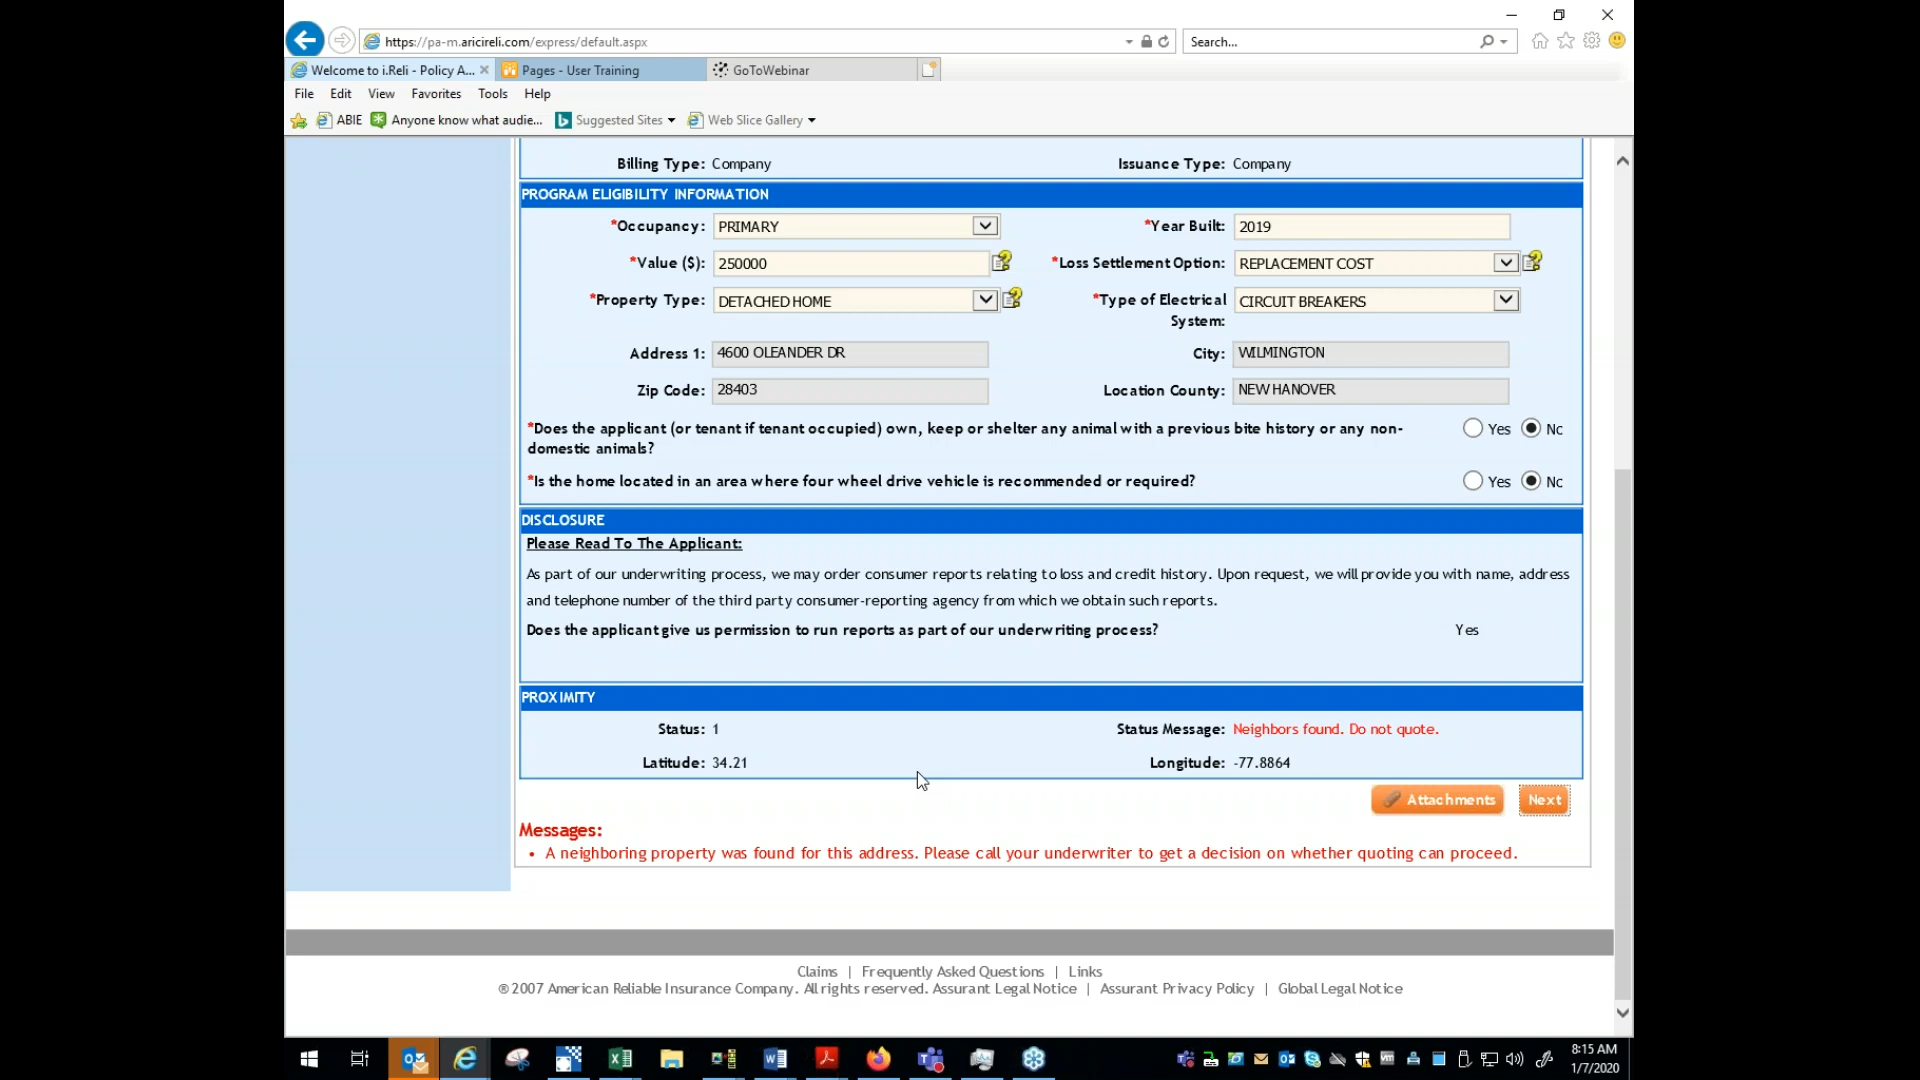 https://pa-m.aricireli.com/express/default.aspx
Search...
Welcome to i.Reli - Policy A...
Pages - User Training
GoToWebinar
File Edit View Favorites Tools Help
ABIE Anyone know what audie... Suggested Sites Web Slice Gallery
Billing Type: Company Issuance Type: Company
PROGRAM ELIGIBILITY INFORMATION
*Occupancy: PRIMARY *Year Built: 2019
*Value ($): 250000 *Loss Settlement Option: REPLACEMENT COST
*Property Type: DETACHED HOME *Type of Electrical System: CIRCUIT BREAKERS
Address 1: 4600 OLEANDER DR City: WILMINGTON
Zip Code: 28403 Location County: NEW HANOVER
*Does the applicant (or tenant if tenant occupied) own, keep or shelter any animal with a previous bite history or any non-
domestic animals? Yes Nc
*Is the home located in an area where four wheel drive vehicle is recommended or required? Yes Nc
DISCLOSURE
Please Read To The Applicant:
As part of our underwriting process, we may order consumer reports relating to loss and credit history. Upon request, we will provide you with name, address
and telephone number of the third party consumer-reporting agency from which we obtain such reports.
Does the applicant give us permission to run reports as part of our underwriting process? Yes
PROXIMITY
Status: 1 Status Message: Neighbors found. Do not quote.
Latitude: 34.21 Longitude: -77.8864
Attachments Next
Messages:
• A neighboring property was found for this address. Please call your underwriter to get a decision on whether quoting can proceed.
Claims | Frequently Asked Questions | Links
® 2007 American Reliable Insurance Company. All rights reserved. Assurant Legal Notice | Assurant Privacy Policy | Global Legal Notice
8:15 AM
1/7/2020